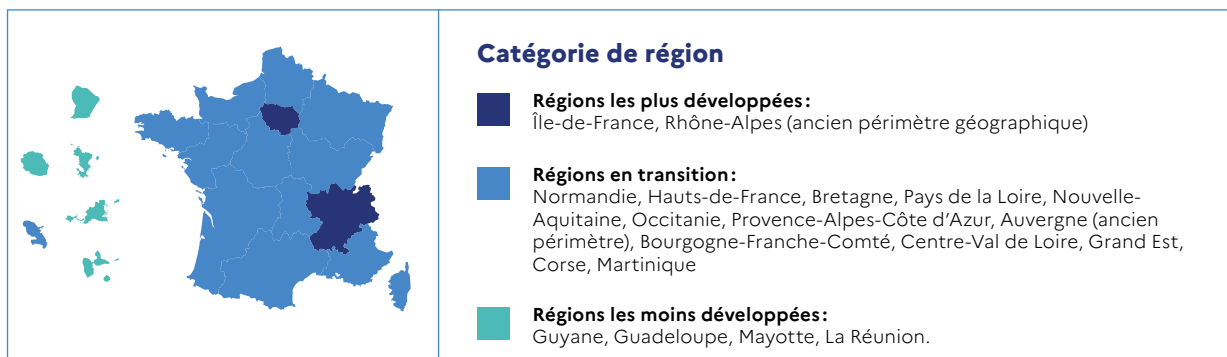 Catégorie de région
Régions les plus développées :
Île-de-France, Rhône-Alpes (ancien périmètre géographique)
Régions en transition :
Normandie, Hauts-de-France, Bretagne, Pays de la Loire, Nouvelle-
Aquitaine, Occitanie, Provence-Alpes-Côte d'Azur, Auvergne (ancien
périmètre), Bourgogne-Franche-Comté, Centre-Val de Loire, Grand Est,
Corse, Martinique
Régions les moins développées :
Guyane, Guadeloupe, Mayotte, La Réunion.